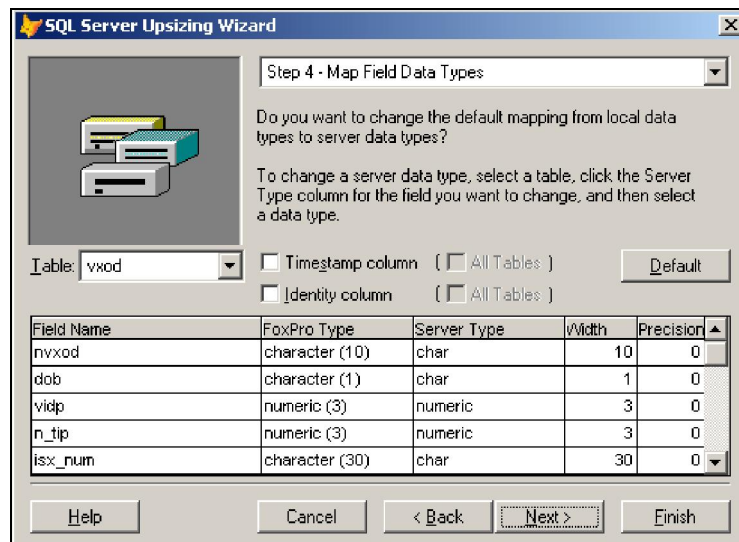 SQL Server Upsizing Wizard
Step 4 - Map Field Data Types
Do you want to change the default mapping from local data
types to server data types?
To change a server data type, select a table, click the Server
Type column for the field you want to change, and then select
a data type.
Table: vxod
Timestamp column ( All Tables )
Default
Identity column ( All Tables )
Field Name FoxPro Type Server Type Width Precision
nvxod character (10) char 10 0
dob character (1) char 1 0
vidp numeric (3) numeric 3 0
n_tip numeric (3) numeric 3 0
isx_num character (30) char 30 0
Help Cancel < Back Next > Finish